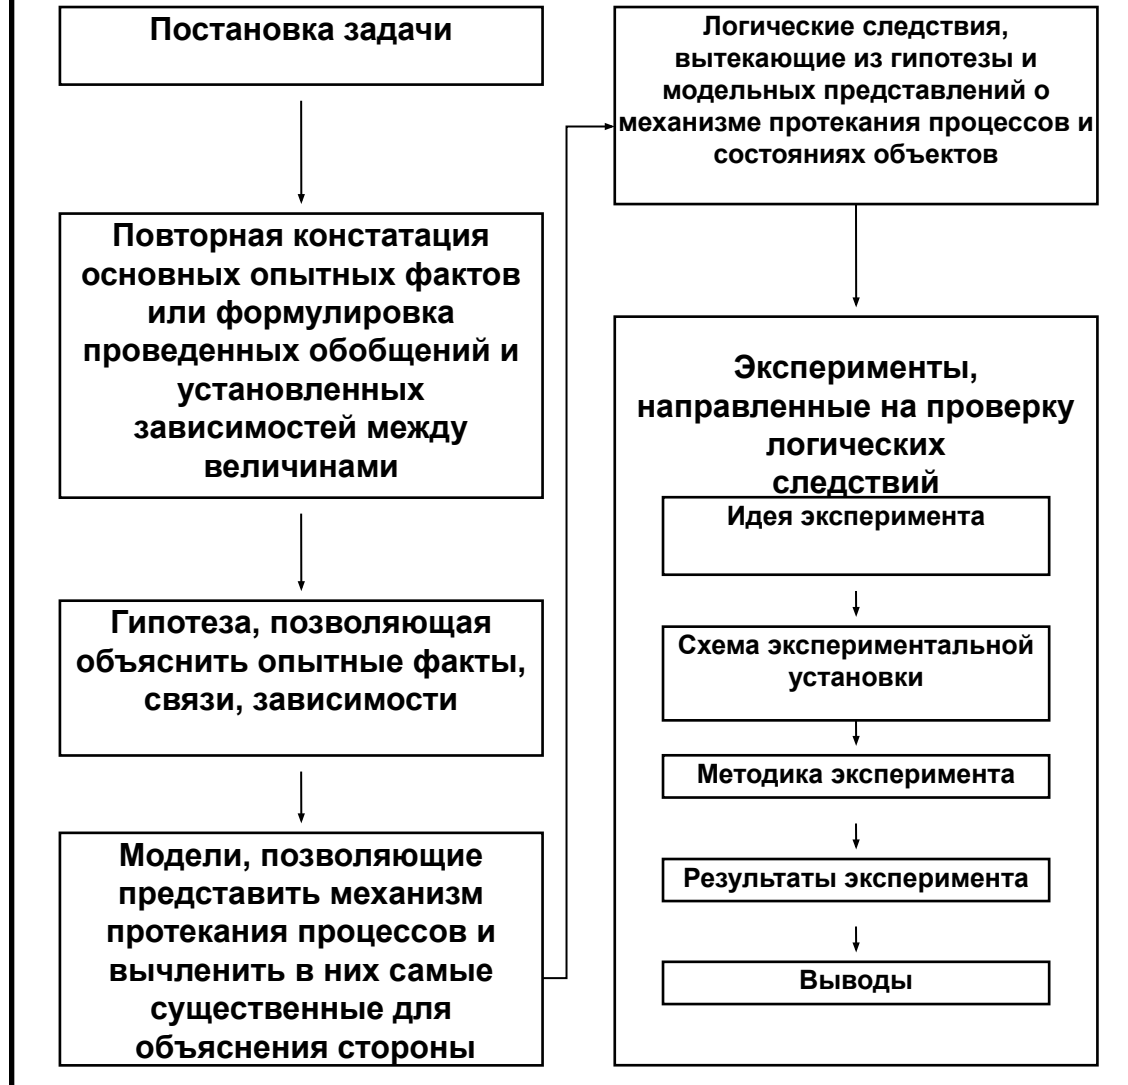 Постановка задачи
Повторная констатация
основных опытных фактов
или формулировка
проведенных обобщений и
установленных
зависимостей между
величинами
Гипотеза, позволяющая
объяснить опытные факты,
связи, зависимости
Модели, позволяющие
представить механизм
протекания процессов и
вычленить в них самые
существенные для
объяснения стороны
Логические следствия,
вытекающие из гипотезы и
модельных представлений о
механизме протекания процессов и
состояниях объектов
Эксперименты,
направленные на проверку
логических
следствий
Идея эксперимента
Схема экспериментальной
установки
Методика эксперимента
Результаты эксперимента
Выводы